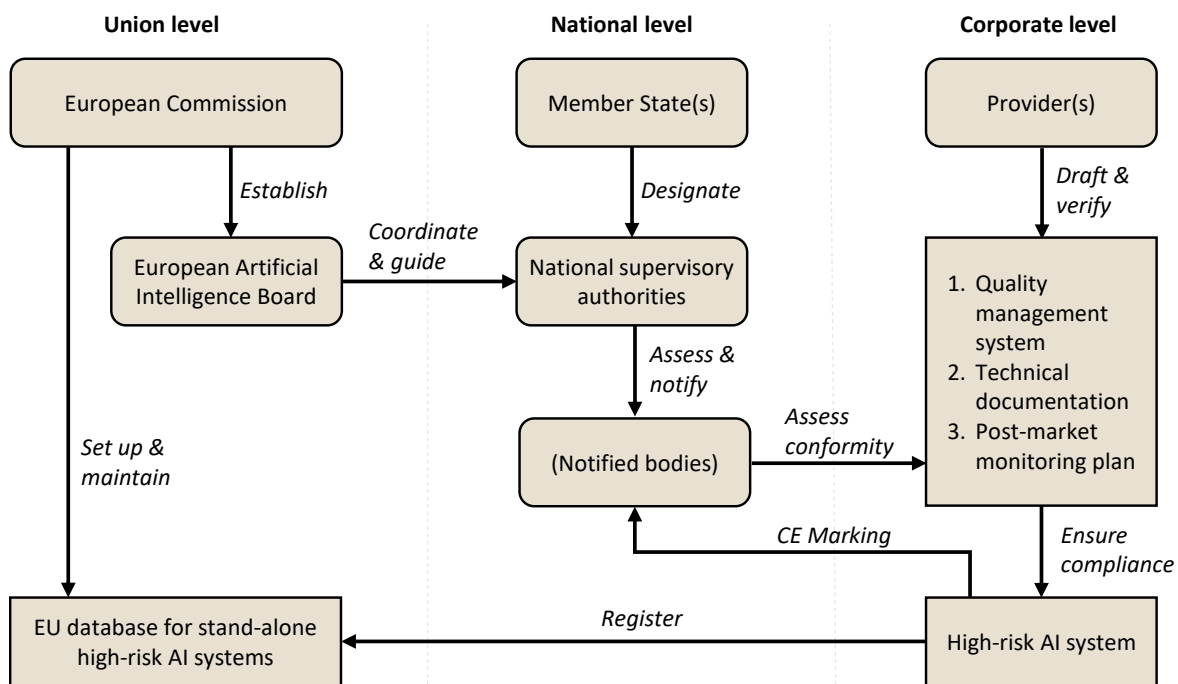 Union level
National level
Corporate level
European Commission
Member State(s)
Provider(s)
Establish
Designate
Draft &
verify
European Artificial
Intelligence Board
Coordinate
& guide
National supervisory
authorities
1. Quality
management
system
2. Technical
documentation
3. Post-market
monitoring plan
Assess &
notify
Set up &
maintain
(Notified bodies)
Assess
conformity
CE Marking
Ensure
compliance
EU database for stand-alone
high-risk AI systems
Register
High-risk AI system